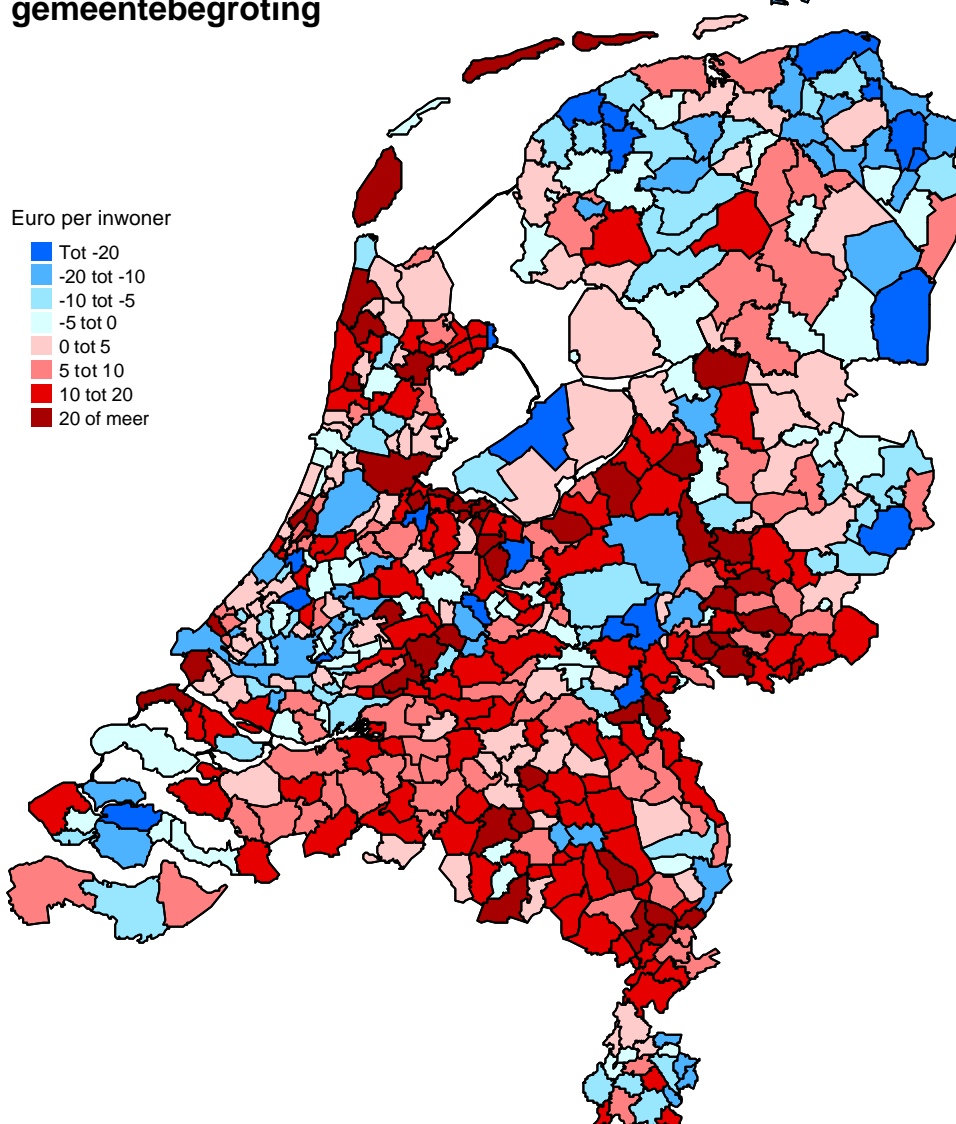 gemeentebegroting
Euro per inwoner
Tot -20
-20 tot -10
-10 tot -5
-5 tot 0
0 tot 5
5 tot 10
10 tot 20
20 of meer